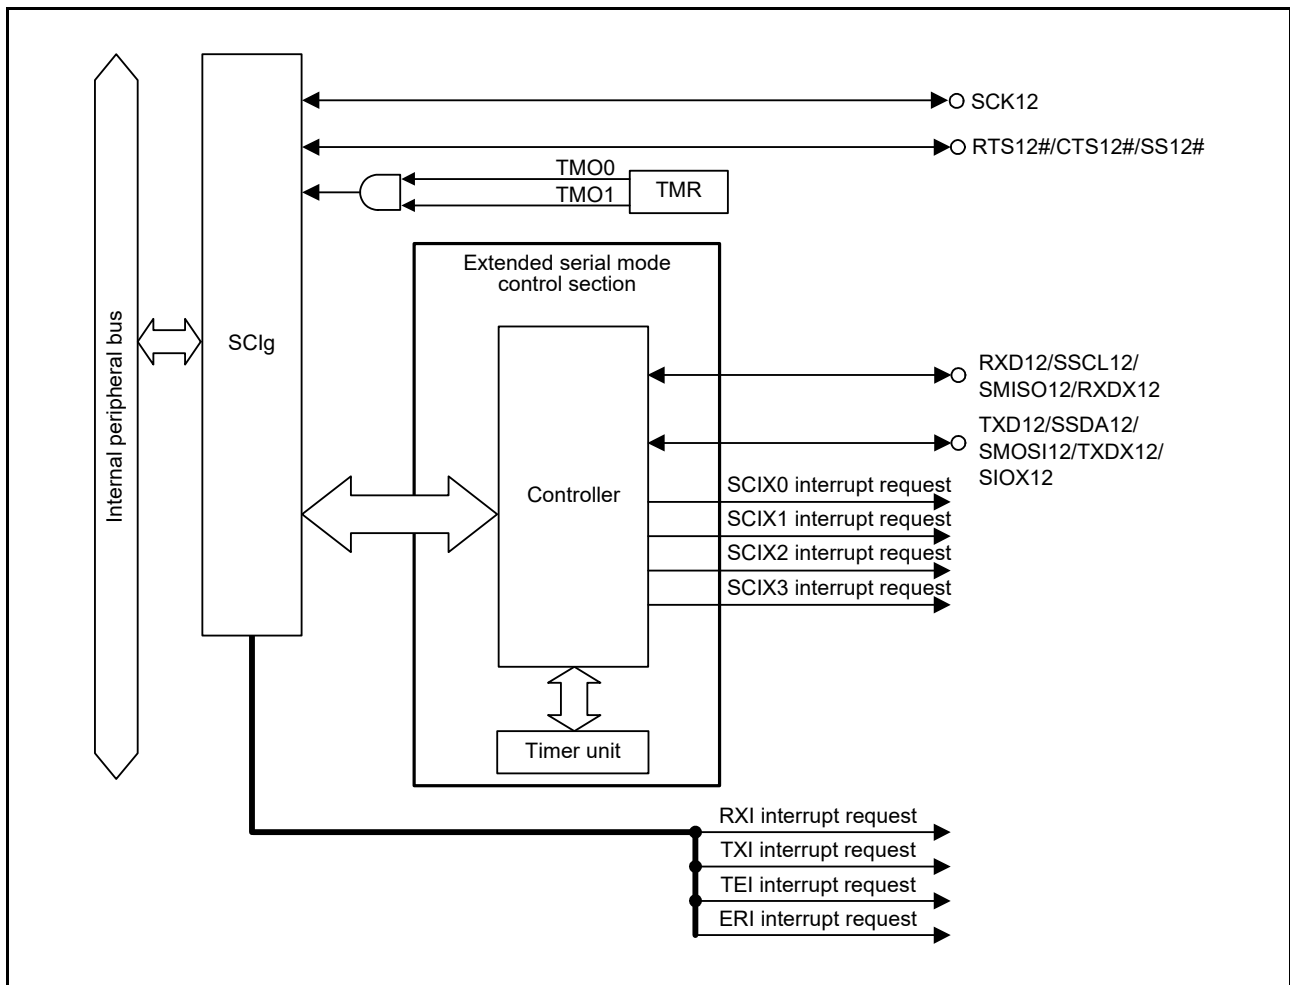 SCK12
RTS12#/CTS12#/SS12#
TMO0
TMO1
TMR
Extended serial mode
control section
Internal peripheral bus
SCIg
RXD12/SSCL12/
SMISO12/RXDX12
TXD12/SSDA12/
SMOSI12/TXDX12/
SIOX12
Controller
SCIX0 interrupt request
SCIX1 interrupt request
SCIX2 interrupt request
SCIX3 interrupt request
Timer unit
RXI interrupt request
TXI interrupt request
TEI interrupt request
ERI interrupt request